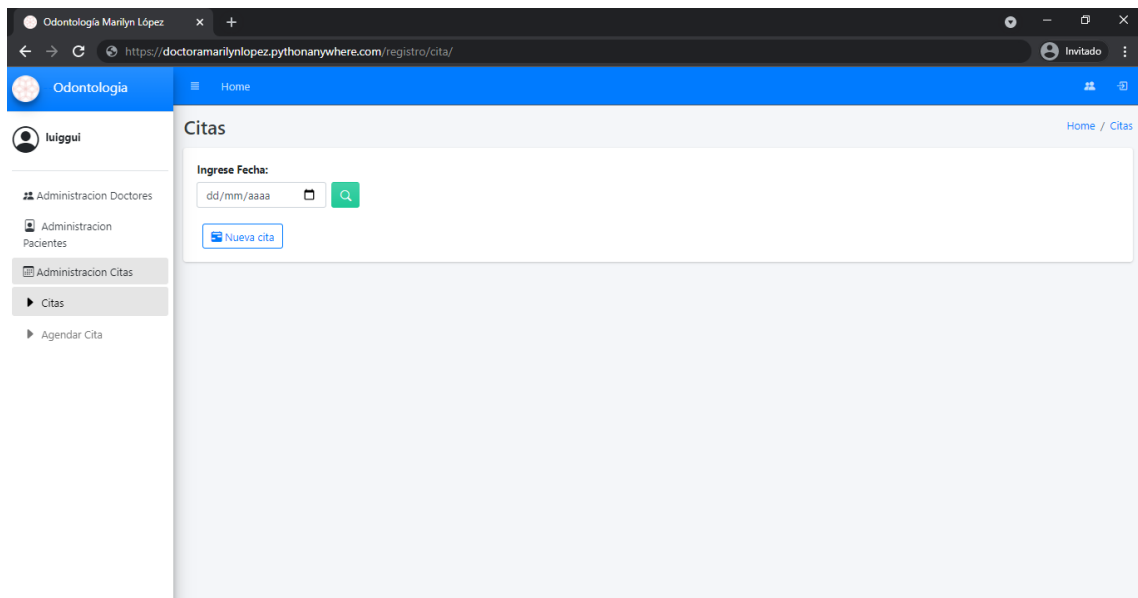 Odontología Marilyn López
https://doctoramarilynlopez.pythonanywhere.com/registro/cita/
Invitado
Odontologia
Home
luiggui
Citas
Home / Citas
Ingrese Fecha:
dd/mm/aaaa
Nueva cita
Administracion Doctores
Administracion
Pacientes
Administracion Citas
Citas
Agendar Cita